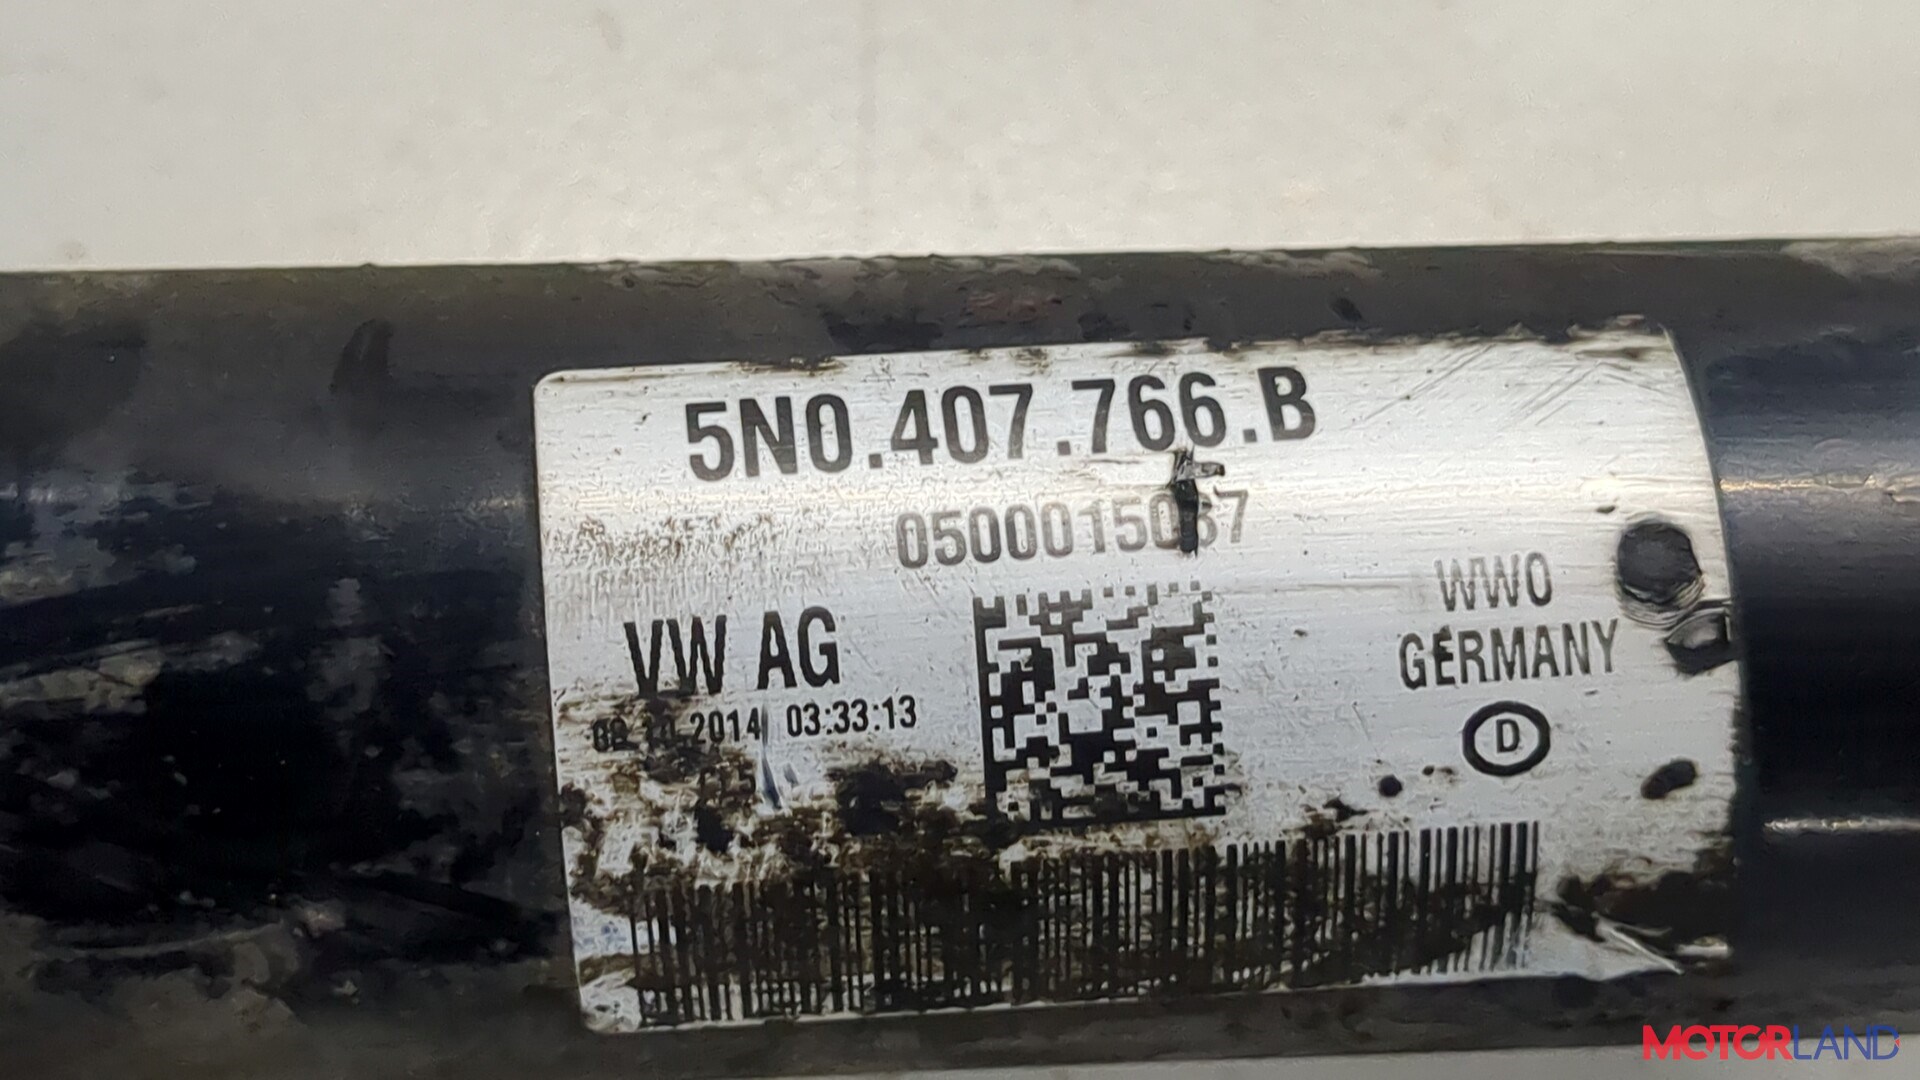 5N0.407.766.B
VW AG
03:33:13
WWO
GERMANY
D
MOTORLAND